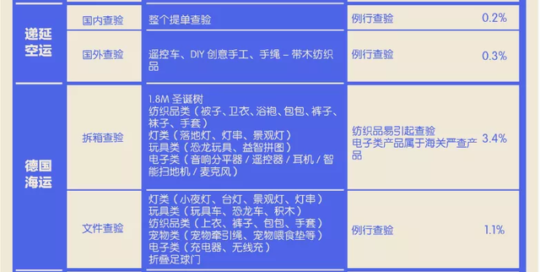 递延
空运
国内查验
整个提单查验
例行查验
0.2%
国外查验
遥控车、DIY 创意手工、手绳 – 带木纺织
品
例行查验
0.3%
德国
海运
拆箱查验
1.8M 圣诞树
纺织品类（被子、卫衣、浴袍、包包、裤子、
袜子、手套）
灯类（落地灯、灯串、景观灯）
玩具类（恐龙玩具、益智拼图）
电子类（音响分平器 / 遥控器 / 耳机 / 智
能扫地机 / 麦克风）
纺织品易引起查验
电子类产品属于海关严查产
品
3.4%
文件查验
灯类（小夜灯、台灯、景观灯、灯串）
玩具类（玩具车、恐龙车、积木）
纺织品类（上衣、裤子、包包、手套）
宠物类（宠物牵引绳、宠物喂食垫等）
电子类（充电器、无线充）
折叠足球门
例行查验
1.1%